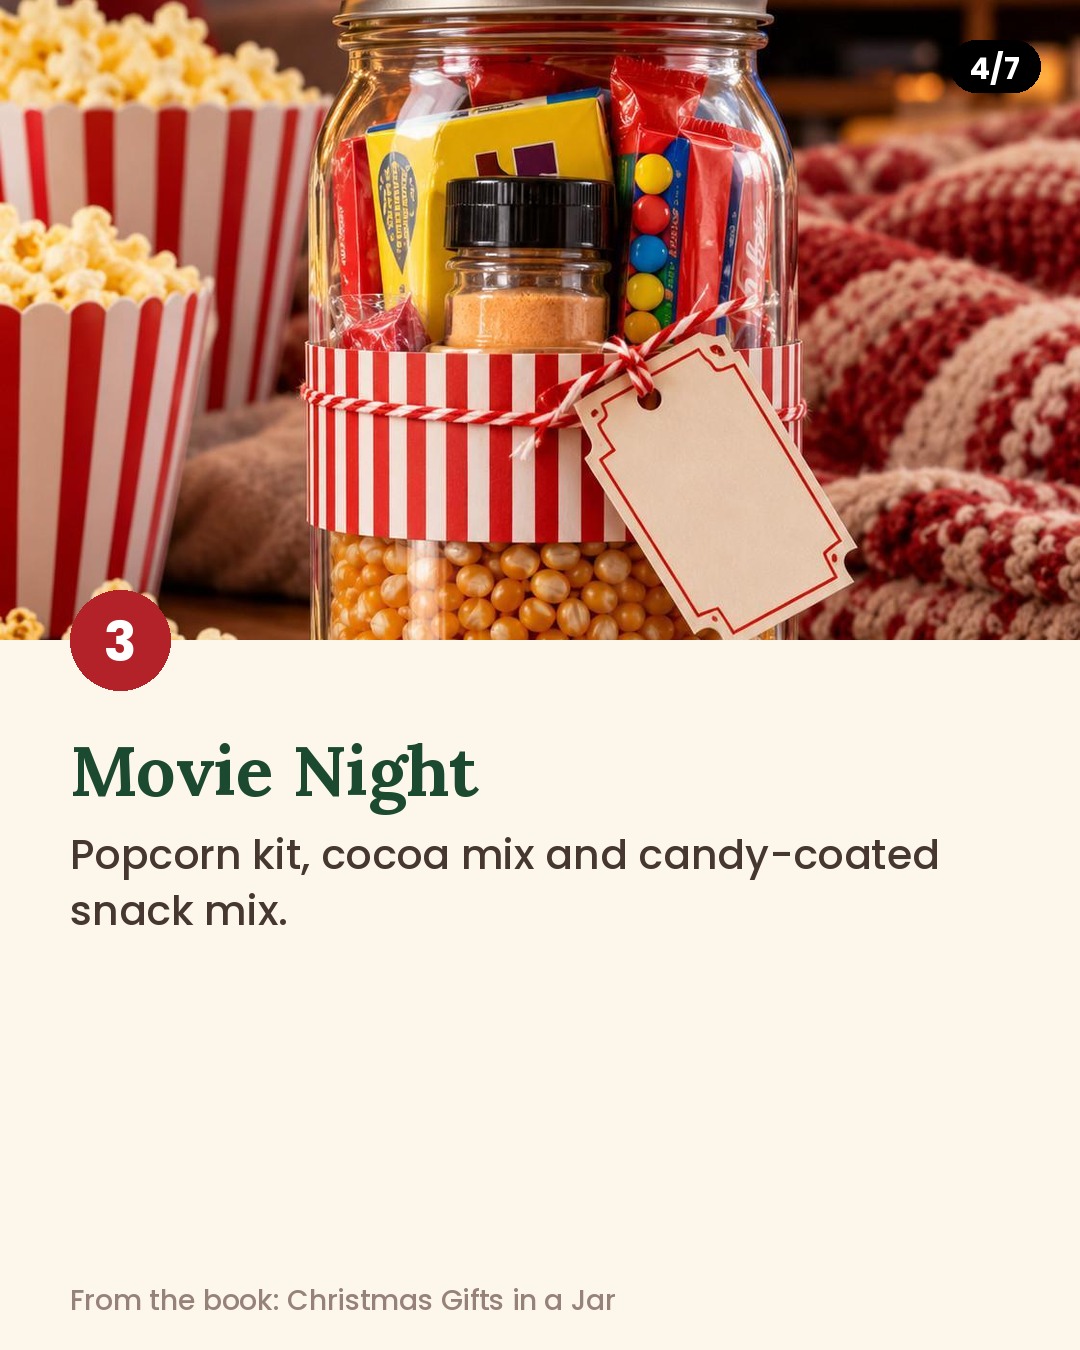 4/7
3
Movie Night
Popcorn kit, cocoa mix and candy-coated
snack mix.
From the book: Christmas Gifts in a Jar